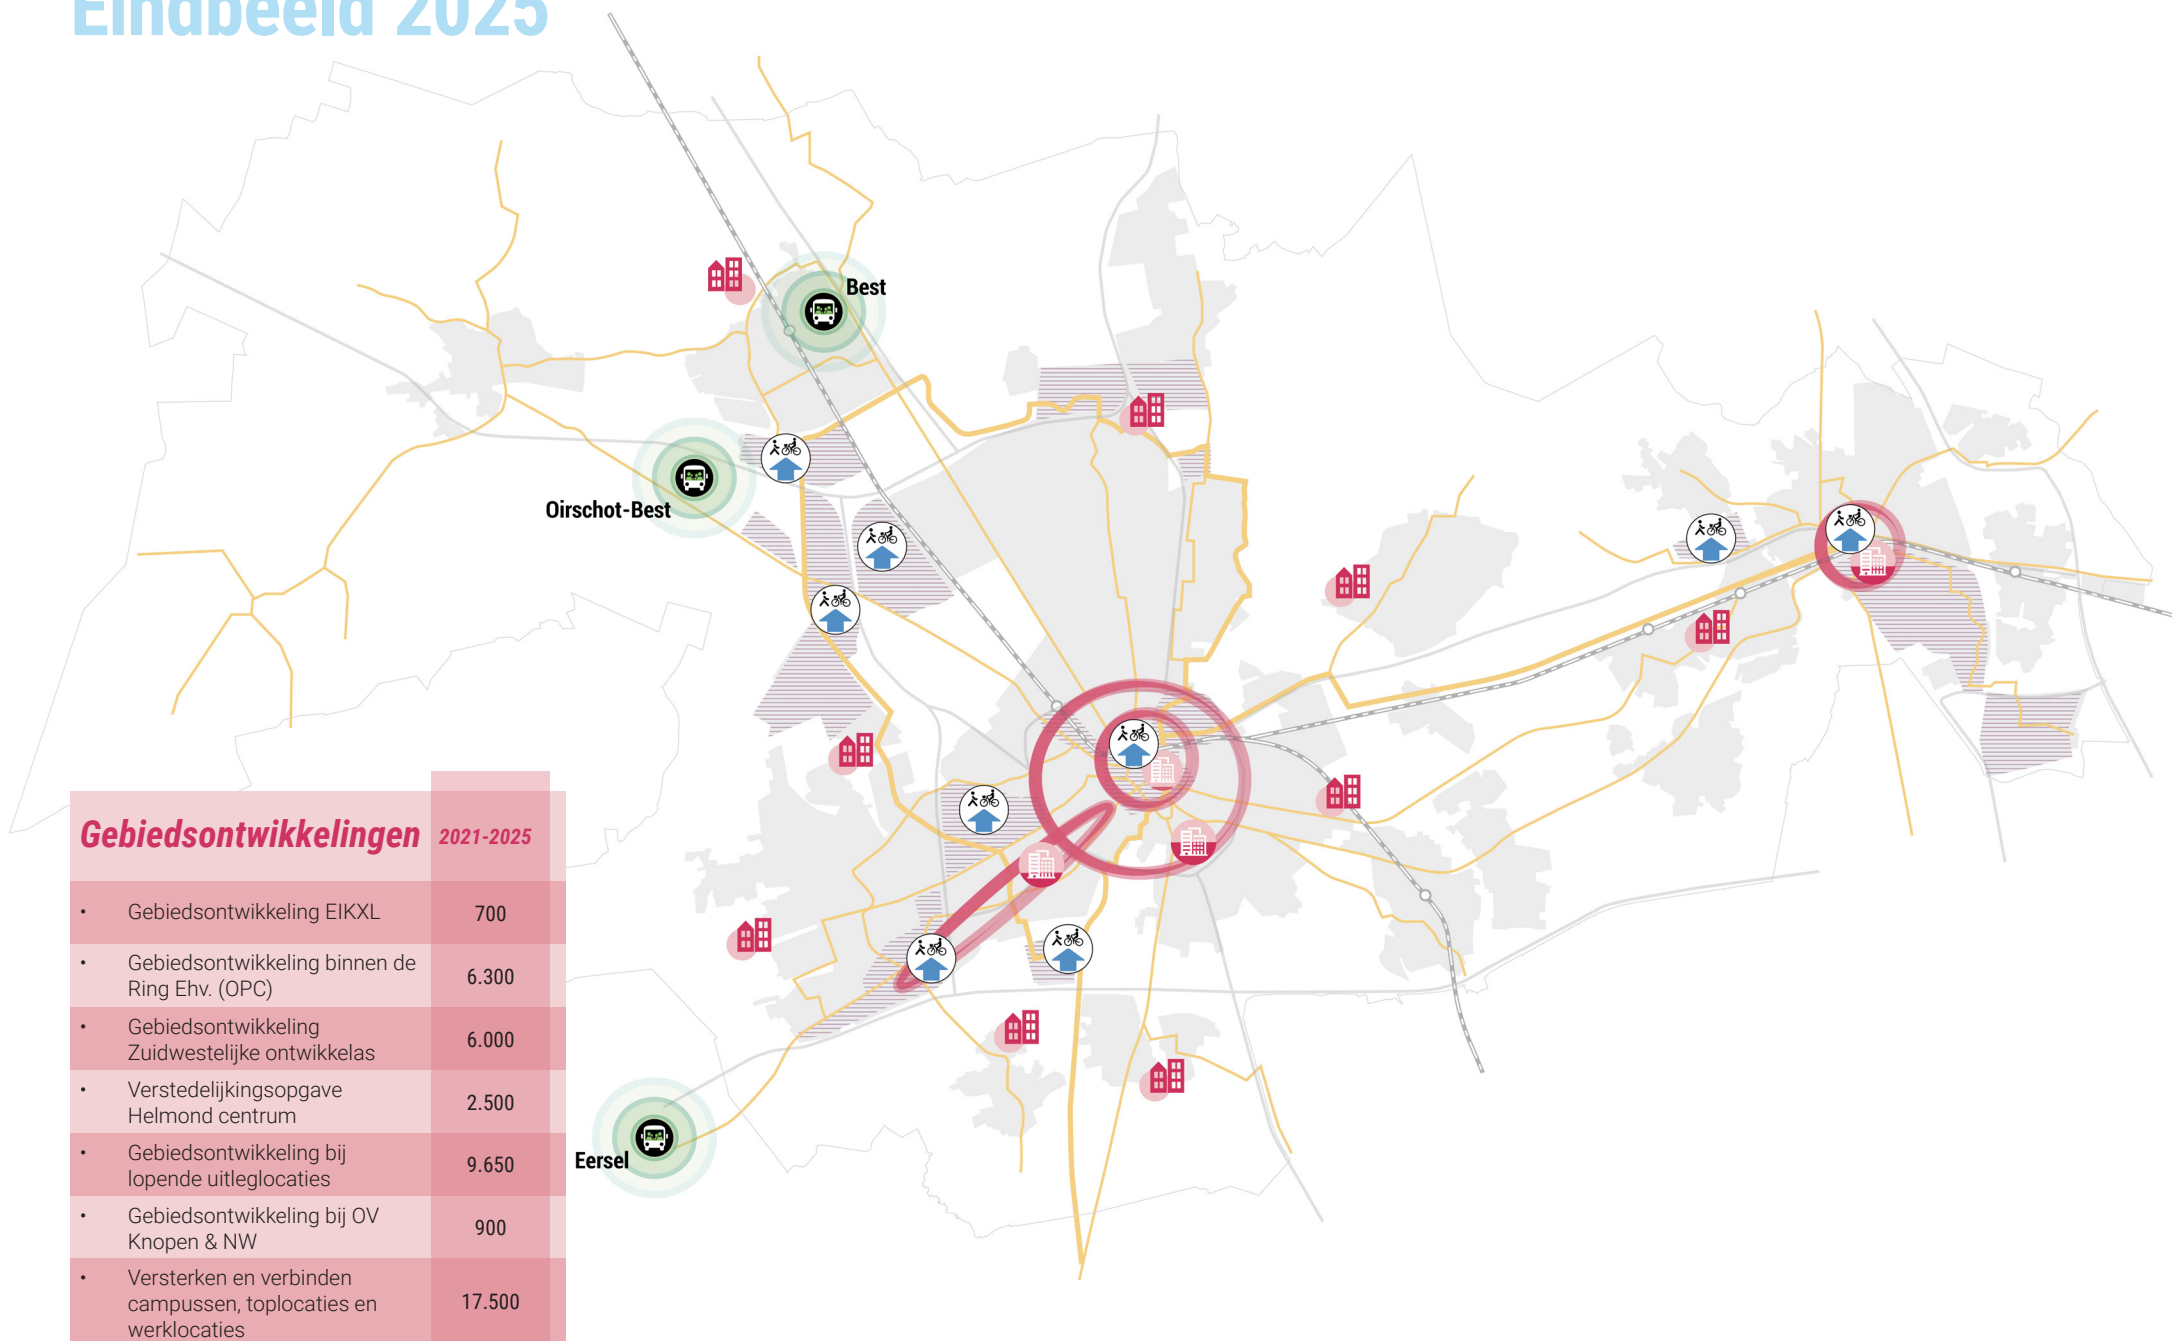 Eindbeeld 2025
Best
Oirschot-Best
Eersel
Gebiedsontwikkelingen 2021-2025
• Gebiedsontwikkeling EIKXL 700
• Gebiedsontwikkeling binnen de
Ring Ehv. (OPC) 6.300
• Gebiedsontwikkeling
Zuidwestelijke ontwikkelas 6.000
• Verstedelijkingsopgave
Helmond centrum 2.500
• Gebiedsontwikkeling bij
lopende uitleglocaties 9.650
• Gebiedsontwikkeling bij OV
Knopen & NW 900
• Versterken en verbinden
campussen, toplocaties en
werklocaties 17.500